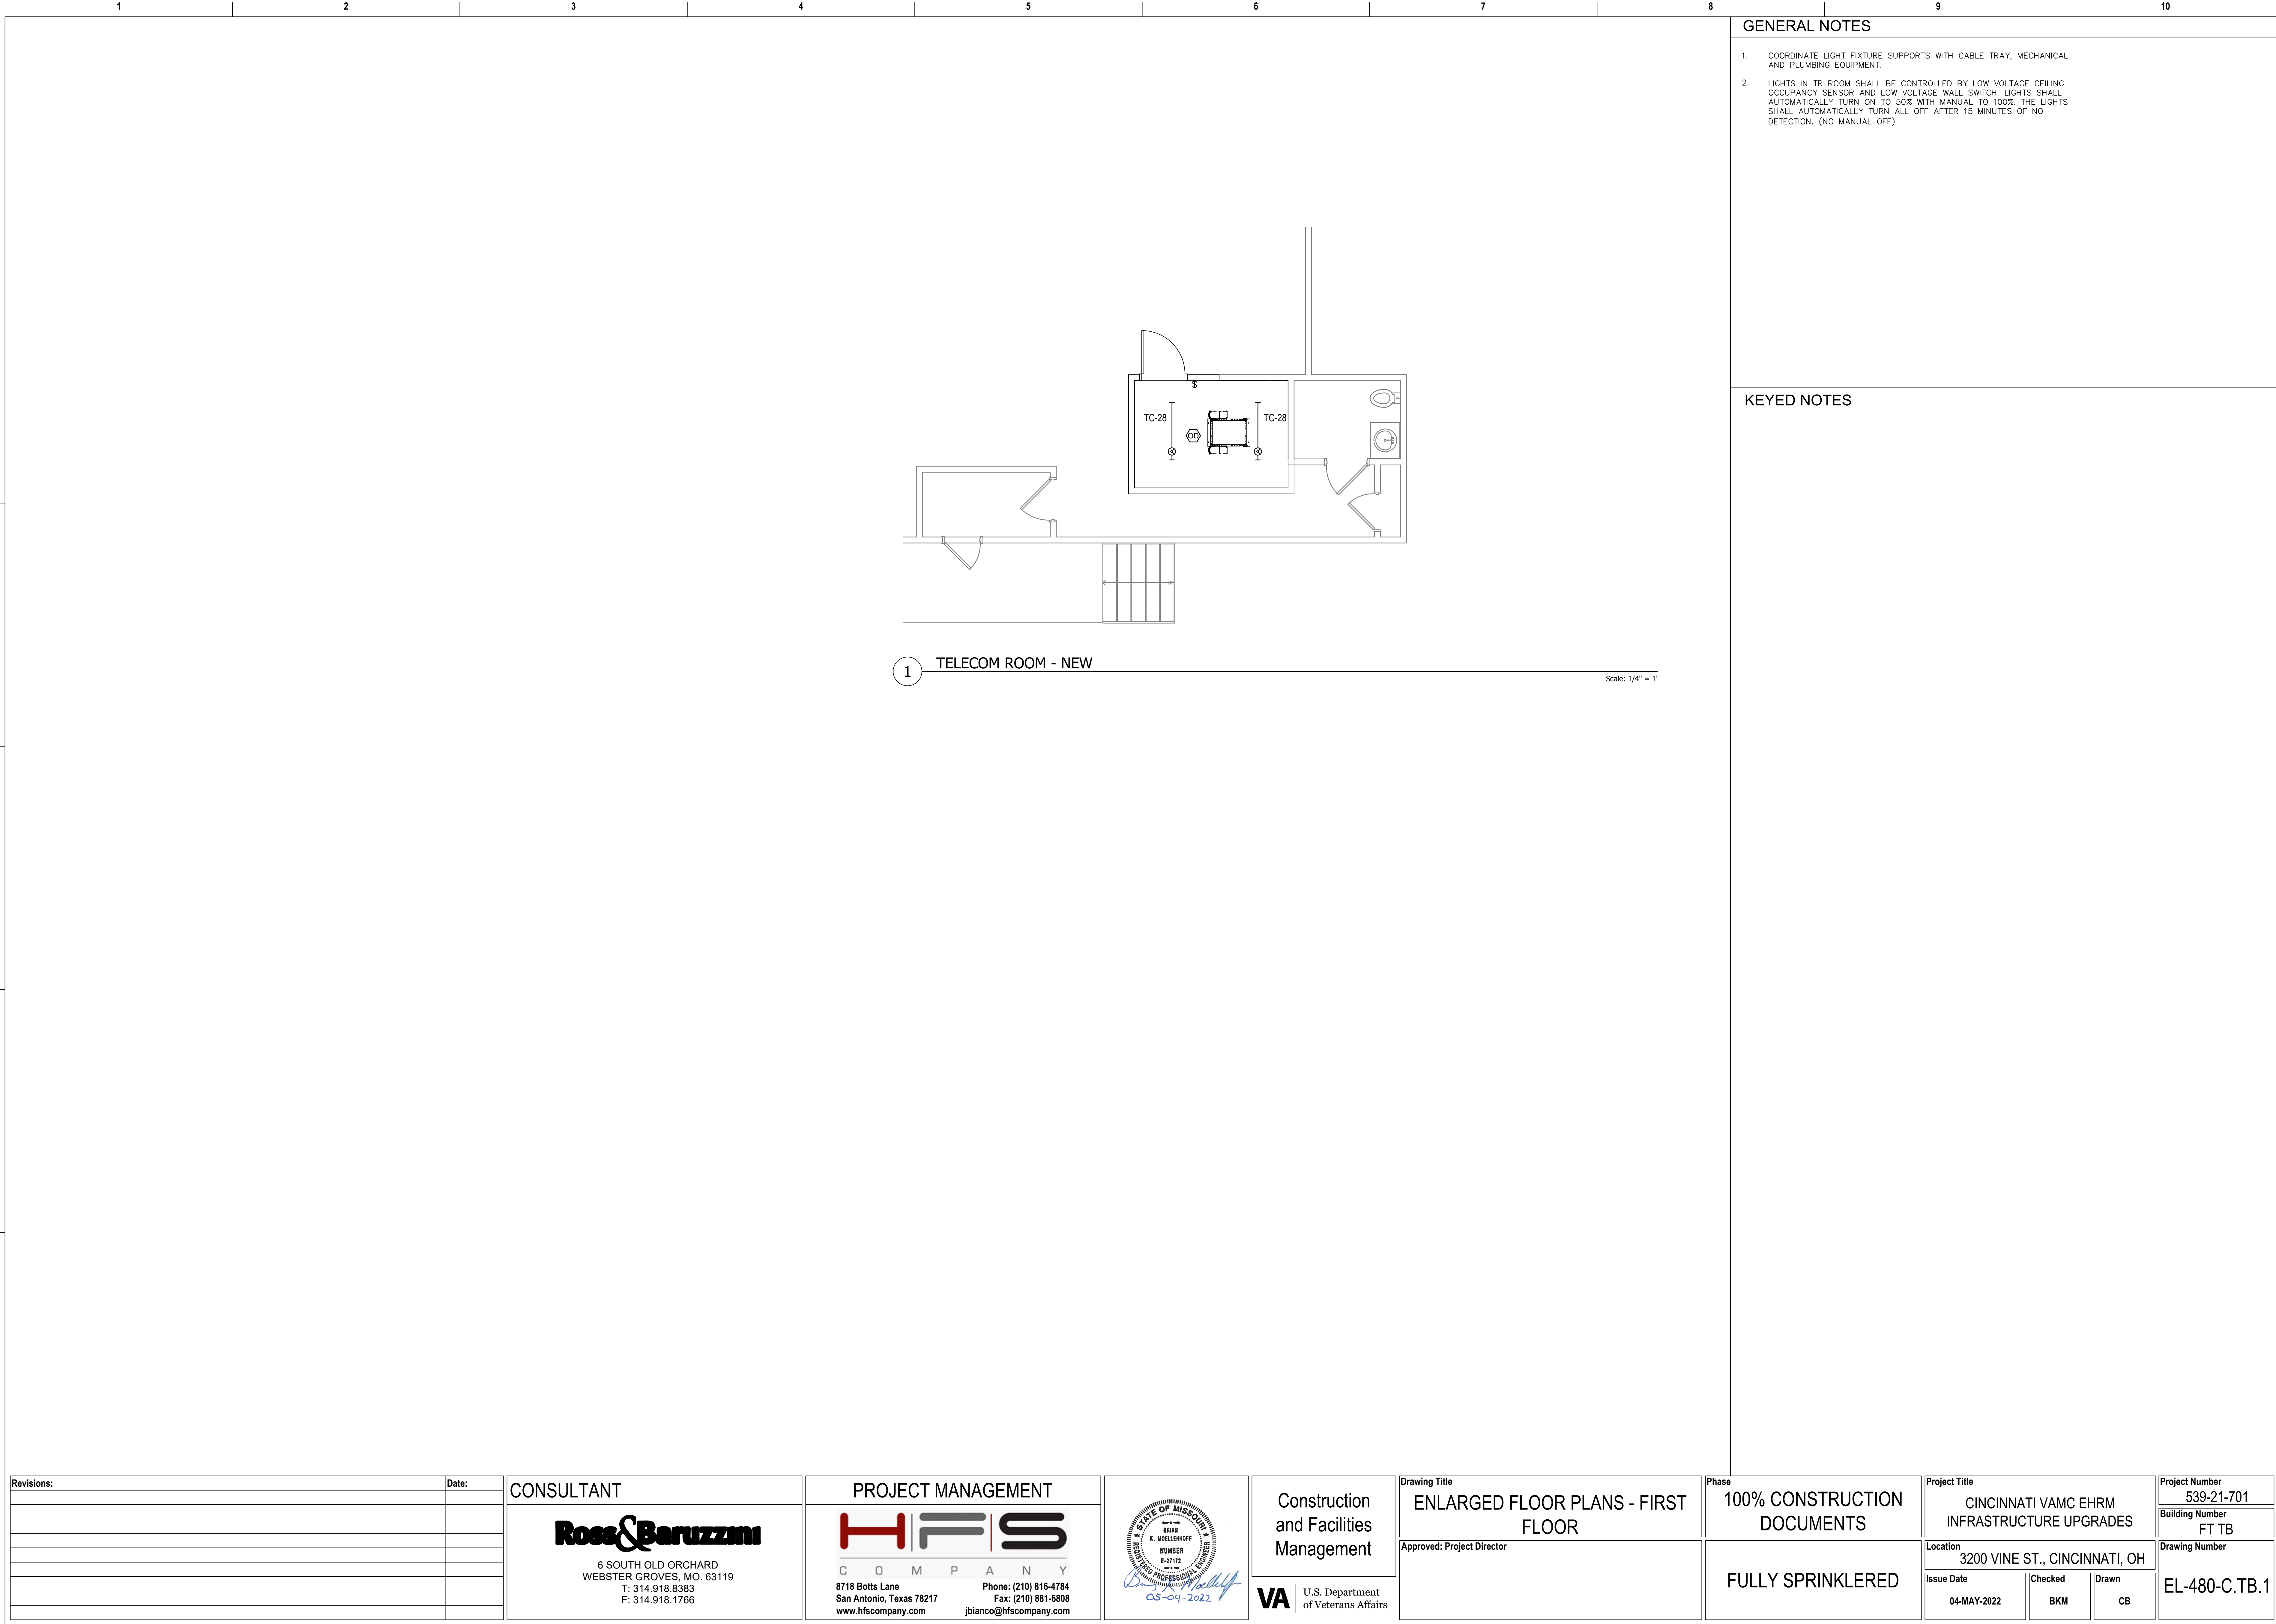 1 2 3 4 5 6 7 8 9 10
GENERAL NOTES
1. COORDINATE LIGHT FIXTURE SUPPORTS WITH CABLE TRAY, MECHANICAL
AND PLUMBING EQUIPMENT.
2. LIGHTS IN TR ROOM SHALL BE CONTROLLED BY LOW VOLTAGE CEILING
OCCUPANCY SENSOR AND LOW VOLTAGE WALL SWITCH. LIGHTS SHALL
AUTOMATICALLY TURN ON TO 50% WITH MANUAL TO 100%. THE LIGHTS
SHALL AUTOMATICALLY TURN ALL OFF AFTER 15 MINUTES OF NO
DETECTION. (NO MANUAL OFF)
KEYED NOTES
$
TC-28
OD
TC-28
A
A
UP
1
TELECOM ROOM - NEW
Scale: 1/4" = 1'
Revisions:
Date:
CONSULTANT
Ross&Baruzzini
6 SOUTH OLD ORCHARD
WEBSTER GROVES, MO. 63119
T: 314.918.8383
F: 314.918.1766
PROJECT MANAGEMENT
HFS
COMPANY
8718 Botts Lane
San Antonio, Texas 78217
www.hfscompany.com
Phone: (210) 816-4784
Fax: (210) 881-6808
jbianco@hfscompany.com
STATE OF MISSOURI
BRIAN
K. MOELLENHOFF
NUMBER
E-27172
REGISTERED PROFESSIONAL ENGINEER
05-04-2022
Construction
and Facilities
Management
VA
U.S. Department
of Veterans Affairs
Drawing Title
ENLARGED FLOOR PLANS - FIRST
FLOOR
Approved: Project Director
Phase
100% CONSTRUCTION
DOCUMENTS
FULLY SPRINKLERED
Project Title
CINCINNATI VAMC EHRM
INFRASTRUCTURE UPGRADES
Location
3200 VINE ST., CINCINNATI, OH
Issue Date
04-MAY-2022
Checked
BKM
Drawn
CB
Project Number
539-21-701
Building Number
FT TB
Drawing Number
EL-480-C.TB.1